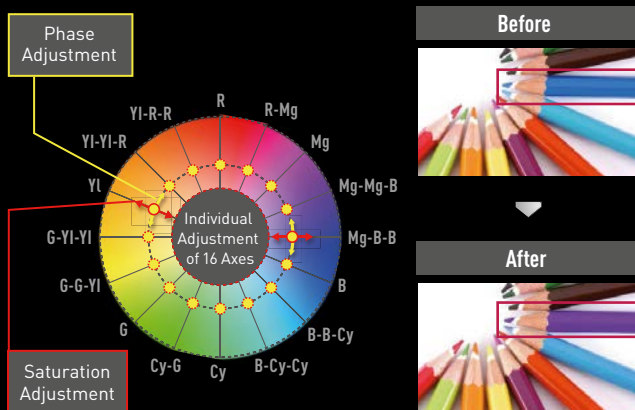 Phase
Adjustment
Before
R
R-Mg
Mg
Mg-Mg-B
Mg-B-B
B
B-B-Cy
B-Cy-Cy
Cy
Cy-G
G
G-G-Yl
G-Yl-Yl
Yl
Yl-Yl-R
Yl-R-R
Individual
Adjustment
of 16 Axes
After
Saturation
Adjustment